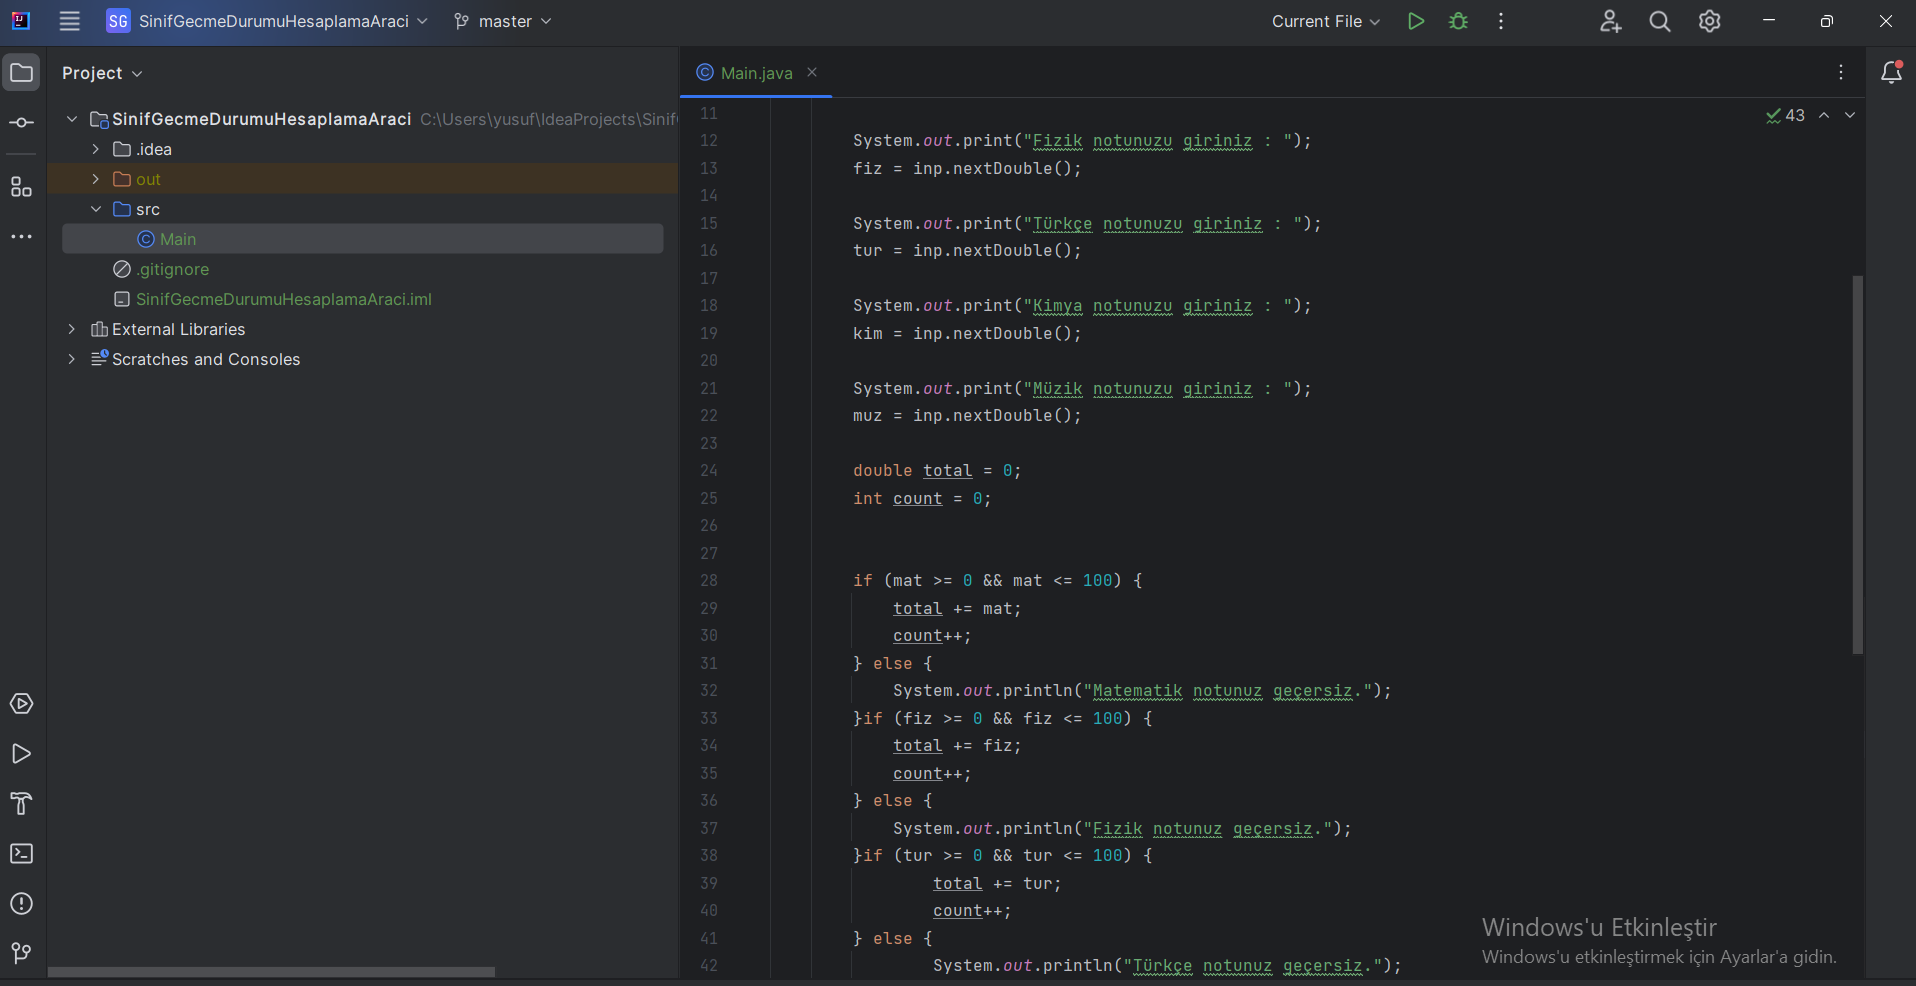 SG SinifGecmeDurumuHesaplamaAraci master Current File
Project
SinifGecmeDurumuHesaplamaAraci C:\Users\yusuf\IdeaProjects\Sinif
.idea
out
src
Main
.gitignore
SinifGecmeDurumuHesaplamaAraci.iml
External Libraries
Scratches and Consoles
Main.java
43
11
12 System.out.print("Fizik notunuzu giriniz : ");
13 fiz = inp.nextDouble();
14
15 System.out.print("Türkçe notunuzu giriniz : ");
16 tur = inp.nextDouble();
17
18 System.out.print("Kimya notunuzu giriniz : ");
19 kim = inp.nextDouble();
20
21 System.out.print("Müzik notunuzu giriniz : ");
22 muz = inp.nextDouble();
23
24 double total = 0;
25 int count = 0;
26
27
28 if (mat >= 0 && mat <= 100) {
29 total += mat;
30 count++;
31 } else {
32 System.out.println("Matematik notunuz geçersiz.");
33 }if (fiz >= 0 && fiz <= 100) {
34 total += fiz;
35 count++;
36 } else {
37 System.out.println("Fizik notunuz geçersiz.");
38 }if (tur >= 0 && tur <= 100) {
39 total += tur;
40 count++;
41 } else {
42 System.out.println("Türkçe notunuz geçersiz.");
Windows'u Etkinleştir
Windows'u etkinleştirmek için Ayarlar'a gidin.